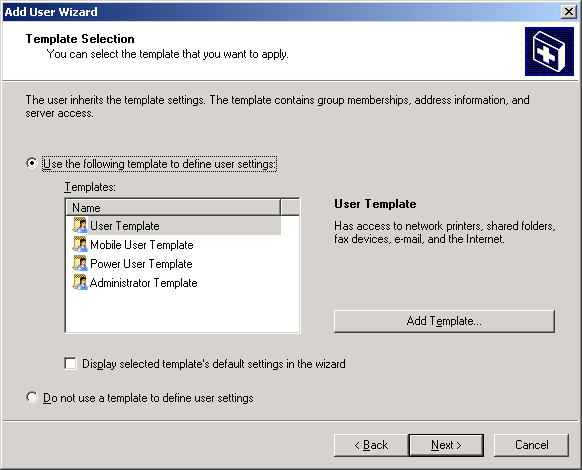 Add User Wizard
Template Selection
You can select the template that you want to apply.
The user inherits the template settings. The template contains group memberships, address information, and
server access.
Use the following template to define user settings:
Templates:
Name
User Template
Mobile User Template
Power User Template
Administrator Template
User Template
Has access to network printers, shared folders,
fax devices, e-mail, and the Internet.
Add Template...
Display selected template's default settings in the wizard
Do not use a template to define user settings
< Back
Next >
Cancel